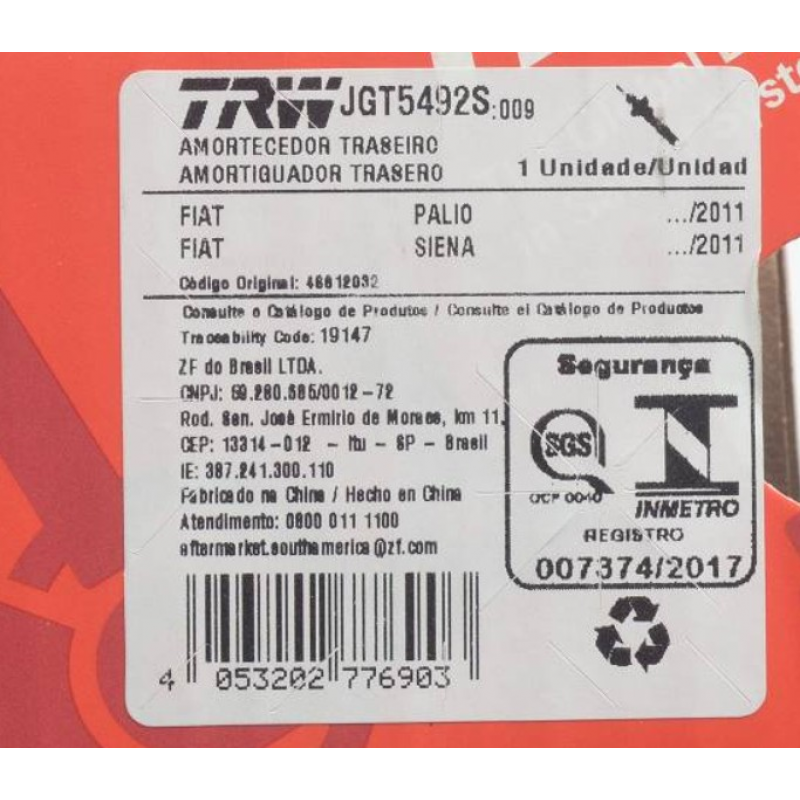 TRW JGT5492S:009
AMORTECEDOR TRASEIRO
AMORTIGUADOR TRASERO
1 Unidade/Unidad
FIAT PALIO .../2011
FIAT SIENA .../2011
Código Original: 46812032
Consulte o Catálogo de Produtos / Consulte el Catálogo de Productos
Traceability Code: 19147
ZF do Brasil LTDA.
CNPJ: 59.280.685/0012-72
Rod. Sen. José Ermirio de Moraes, km 11,
CEP: 13314-012 - Itu - SP - Brasil
IE: 387.241.300.110
Fabricado na China / Hecho en China
Atendimento: 0800 011 1100
aftermarket.southamerica@zf.com
Segurança
SGS
OCP 0040
INMETRO
REGISTRO
007374/2017
4 053202 776903